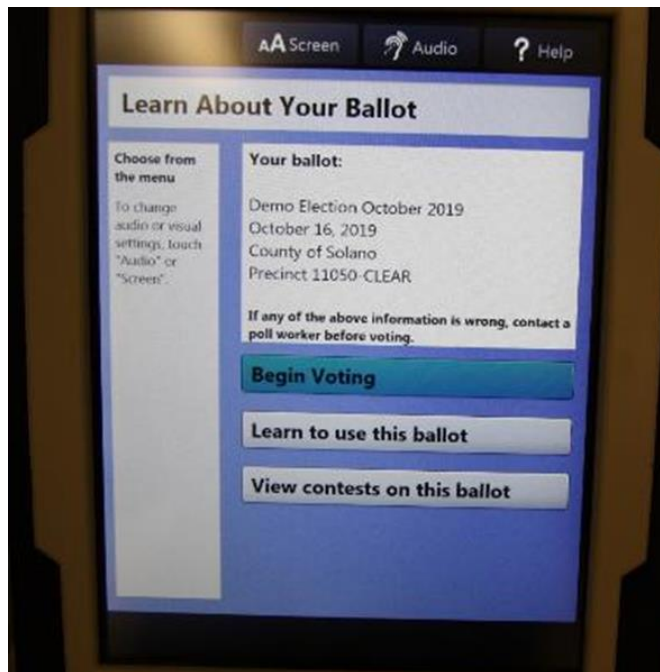 AA Screen
Audio
? Help
Learn About Your Ballot
Choose from
the menu
To change
audio or visual
settings, touch
"Audio" or
"Screen".
Your ballot:
Demo Election October 2019
October 16, 2019
County of Solano
Precinct 11050-CLEAR
If any of the above information is wrong, contact a
poll worker before voting.
Begin Voting
Learn to use this ballot
View contests on this ballot